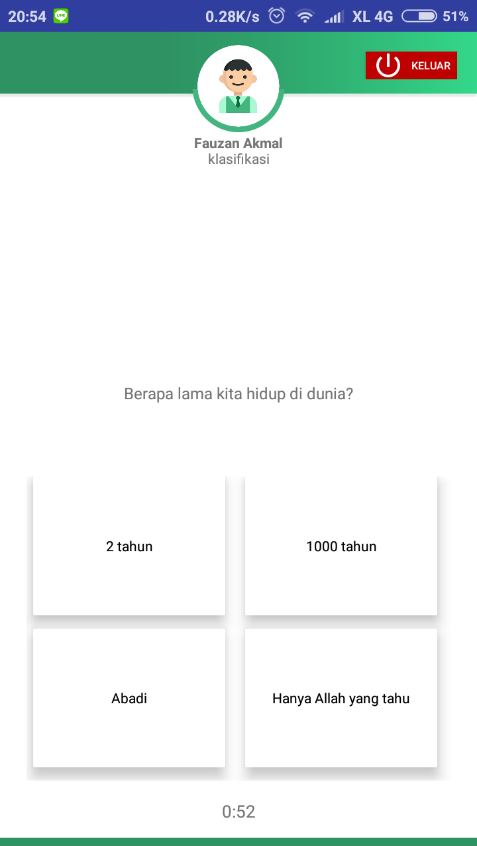 20:54 LINE 0.28K/s XL 4G 51%
KELUAR
Fauzan Akmal
klasifikasi
Berapa lama kita hidup di dunia?
2 tahun
1000 tahun
Abadi
Hanya Allah yang tahu
0:52